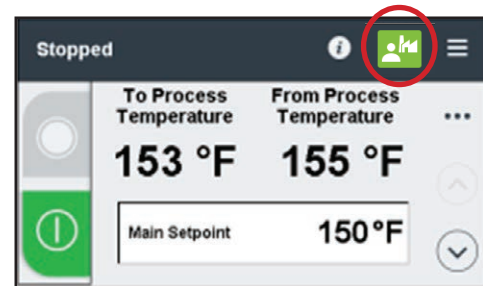 Stopped
To Process From Process
Temperature Temperature
153 °F 155 °F
Main Setpoint 150°F